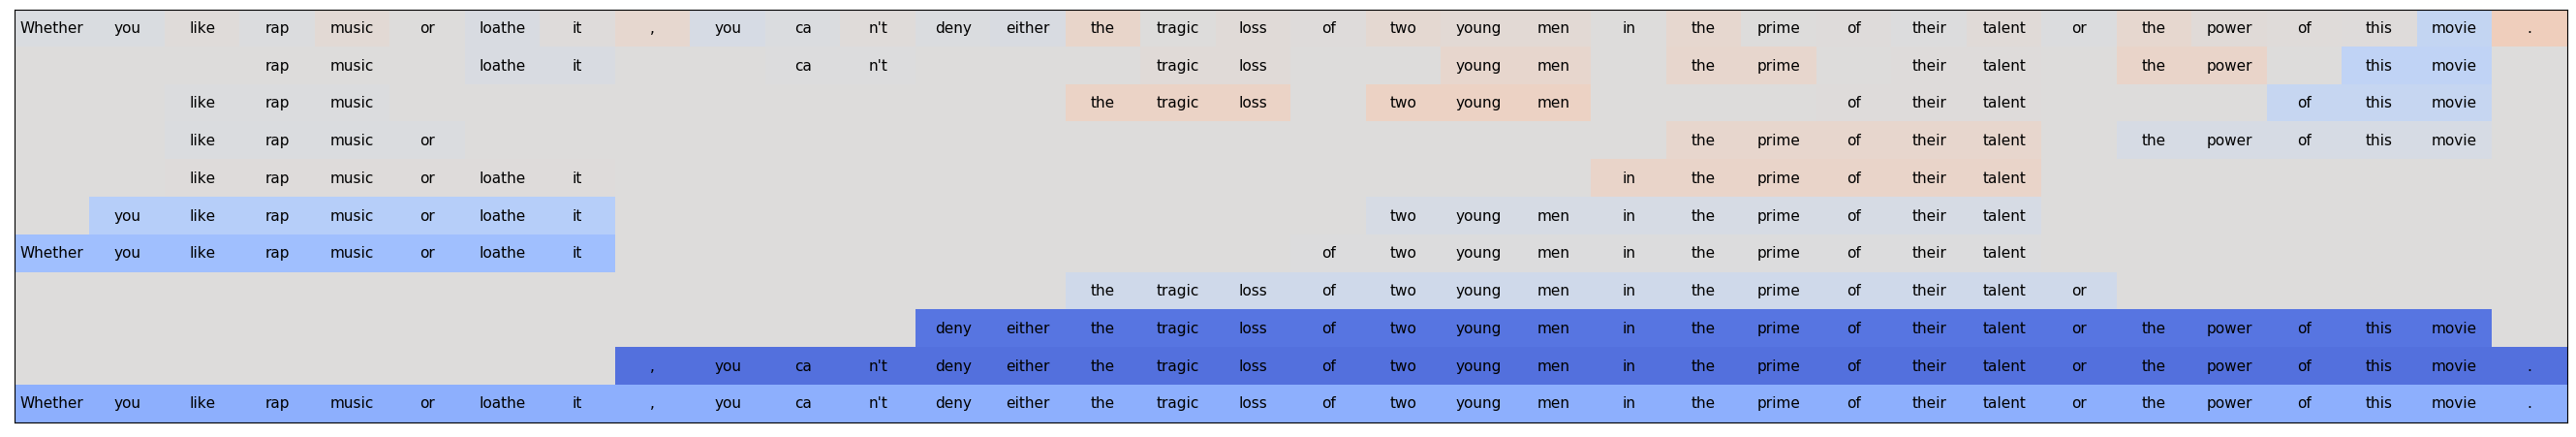 Whether you like rap music or loathe it , you ca n't deny either the tragic loss of two young men in the prime of their talent or the power of this movie .
rap music loathe it ca n't tragic loss young men the prime their talent the power this movie
like rap music the tragic loss two young men of their talent of this movie
like rap music or the prime of their talent the power of this movie
like rap music or loathe it in the prime of their talent
you like rap music or loathe it two young men in the prime of their talent
Whether you like rap music or loathe it of two young men in the prime of their talent
the tragic loss of two young men in the prime of their talent or
deny either the tragic loss of two young men in the prime of their talent or the power of this movie
, you ca n't deny either the tragic loss of two young men in the prime of their talent or the power of this movie .
Whether you like rap music or loathe it , you ca n't deny either the tragic loss of two young men in the prime of their talent or the power of this movie .